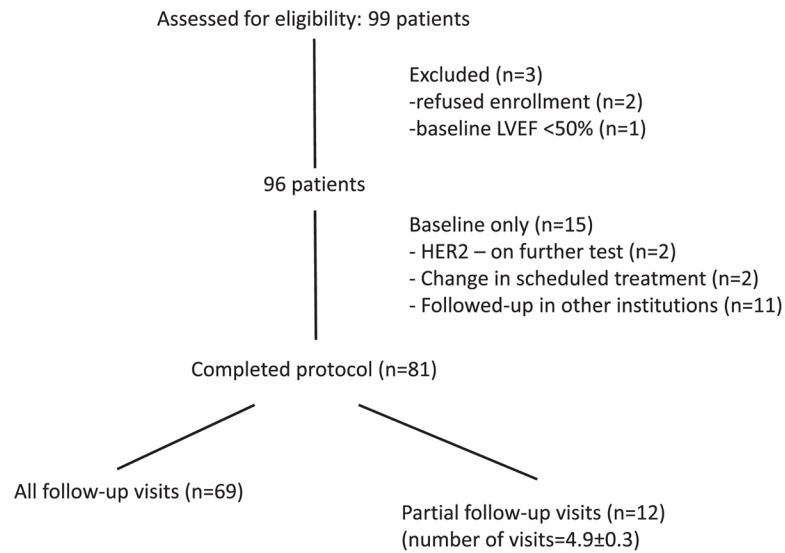 Assessed for eligibility: 99 patients
Excluded (n=3)
-refused enrollment (n=2)
-baseline LVEF <50% (n=1)
96 patients
Baseline only (n=15)
- HER2 – on further test (n=2)
- Change in scheduled treatment (n=2)
- Followed-up in other institutions (n=11)
Completed protocol (n=81)
All follow-up visits (n=69)
Partial follow-up visits (n=12)
(number of visits=4.9±0.3)